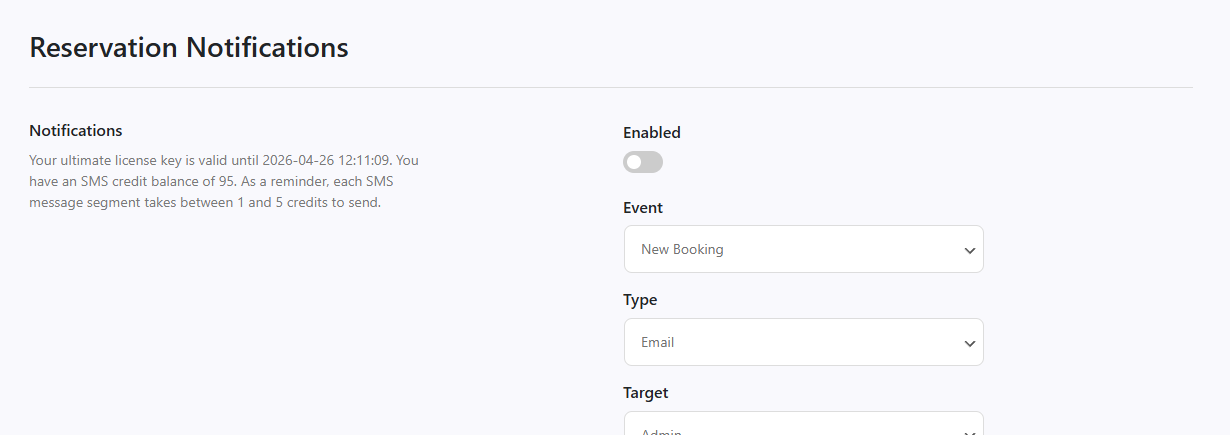 Reservation Notifications
Notifications
Your ultimate license key is valid until 2026-04-26 12:11:09. You
have an SMS credit balance of 95. As a reminder, each SMS
message segment takes between 1 and 5 credits to send.
Enabled
Event
New Booking
Type
Email
Target
Admin